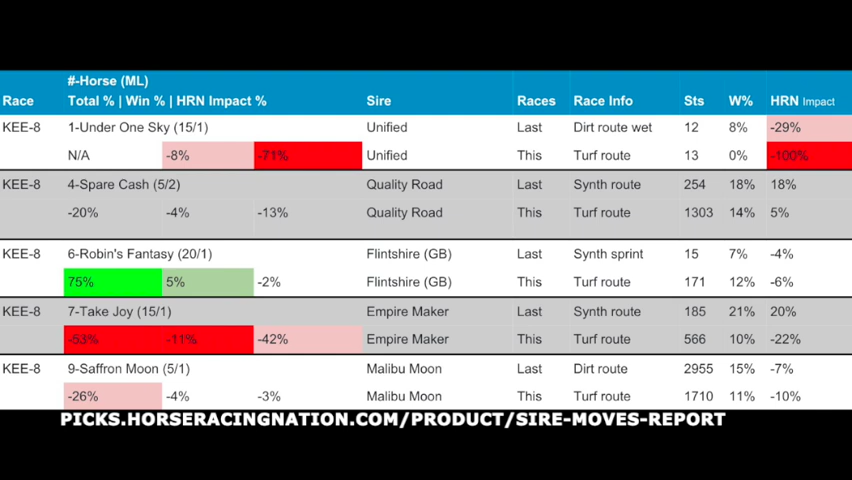 #-Horse (ML)
Race Total % | Win % | HRN Impact % Sire Races Race Info Sts W% HRN Impact
KEE-8 1-Under One Sky (15/1) Unified Last Dirt route wet 12 8% -29%
N/A -8% -71% Unified This Turf route 13 0% -100%
KEE-8 4-Spare Cash (5/2) Quality Road Last Synth route 254 18% 18%
-20% -4% -13% Quality Road This Turf route 1303 14% 5%
KEE-8 6-Robin's Fantasy (20/1) Flintshire (GB) Last Synth sprint 15 7% -4%
75% 5% -2% Flintshire (GB) This Turf route 171 12% -6%
KEE-8 7-Take Joy (15/1) Empire Maker Last Synth route 185 21% 20%
-53% -11% -42% Empire Maker This Turf route 566 10% -22%
KEE-8 9-Saffron Moon (5/1) Malibu Moon Last Dirt route 2955 15% -7%
-26% -4% -3% Malibu Moon This Turf route 1710 11% -10%
PICKS.HORSERACINGNATION.COM/PRODUCT/SIRE-MOVES-REPORT